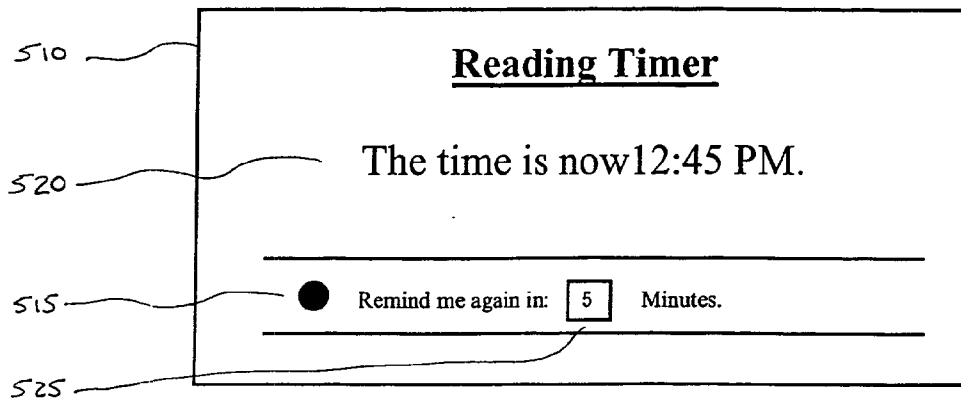 510
Reading Timer
The time is now12:45 PM.
520
515
Remind me again in: 5 Minutes.
525